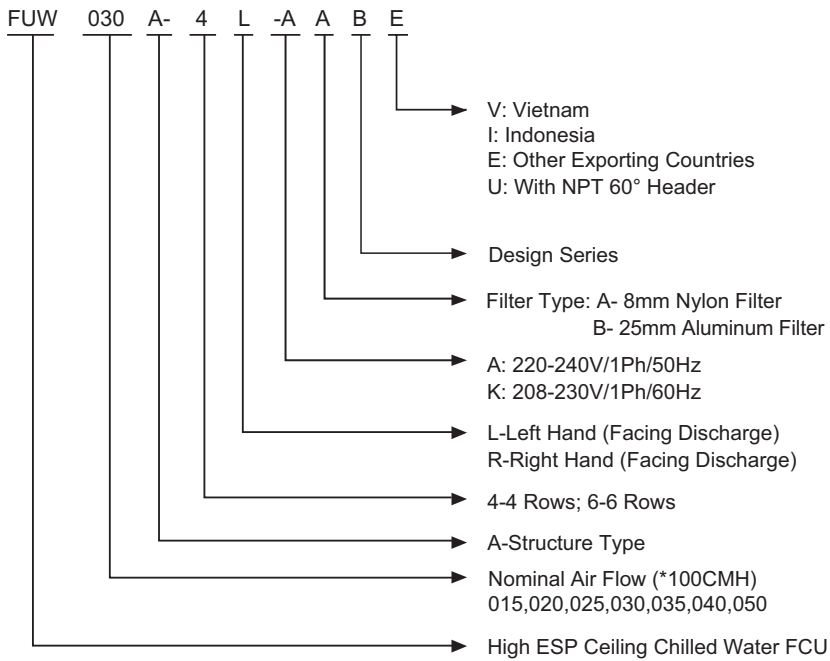 FUW 030 A- 4 L -A A B E
V: Vietnam
I: Indonesia
E: Other Exporting Countries
U: With NPT 60° Header
Design Series
Filter Type: A- 8mm Nylon Filter
B- 25mm Aluminum Filter
A: 220-240V/1Ph/50Hz
K: 208-230V/1Ph/60Hz
L-Left Hand (Facing Discharge)
R-Right Hand (Facing Discharge)
4-4 Rows; 6-6 Rows
A-Structure Type
Nominal Air Flow (*100CMH)
015,020,025,030,035,040,050
High ESP Ceiling Chilled Water FCU